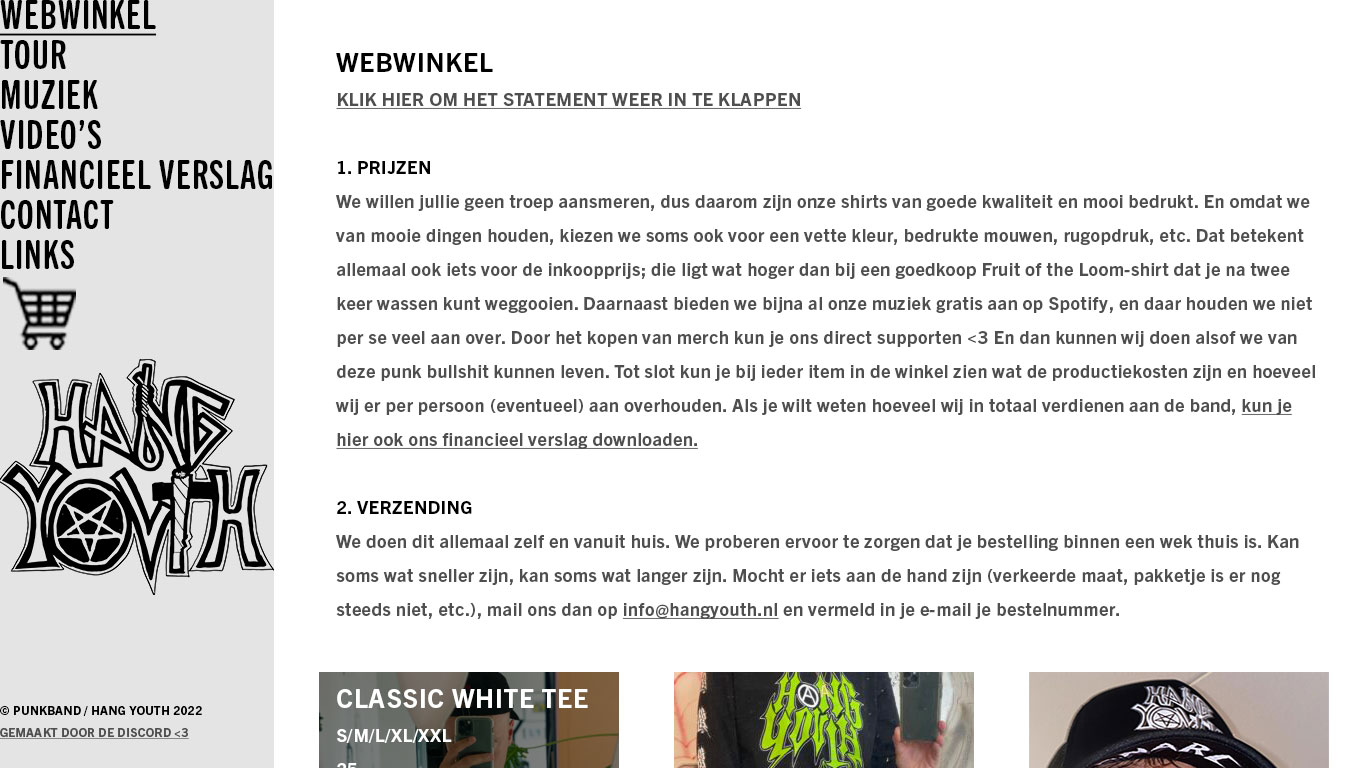 WEBWINKEL
TOUR
MUZIEK
VIDEO'S
FINANCIEEL VERSLAG
CONTACT
LINKS
HANG
YOUTH
© PUNKBAND / HANG YOUTH 2022
GEMAAKT DOOR DE DISCORD <3
WEBWINKEL
KLIK HIER OM HET STATEMENT WEER IN TE KLAPPEN
1. PRIJZEN
We willen jullie geen troep aansmeren, dus daarom zijn onze shirts van goede kwaliteit en mooi bedrukt. En omdat we
van mooie dingen houden, kiezen we soms ook voor een vette kleur, bedrukte mouwen, rugopdruk, etc. Dat betekent
allemaal ook iets voor de inkoopprijs; die ligt wat hoger dan bij een goedkoop Fruit of the Loom-shirt dat je na twee
keer wassen kunt weggooien. Daarnaast bieden we bijna al onze muziek gratis aan op Spotify, en daar houden we niet
per se veel aan over. Door het kopen van merch kun je ons direct supporten <3 En dan kunnen wij doen alsof we van
deze punk bullshit kunnen leven. Tot slot kun je bij ieder item in de winkel zien wat de productiekosten zijn en hoeveel
wij er per persoon (eventueel) aan overhouden. Als je wilt weten hoeveel wij in totaal verdienen aan de band, kun je
hier ook ons financieel verslag downloaden.
2. VERZENDING
We doen dit allemaal zelf en vanuit huis. We proberen ervoor te zorgen dat je bestelling binnen een wek thuis is. Kan
soms wat sneller zijn, kan soms wat langer zijn. Mocht er iets aan de hand zijn (verkeerde maat, pakketje is er nog
steeds niet, etc.), mail ons dan op info@hangyouth.nl en vermeld in je e-mail je bestelnummer.
CLASSIC WHITE TEE
S/M/L/XL/XXL
HANG
YOUTH
HANG
YOUTH